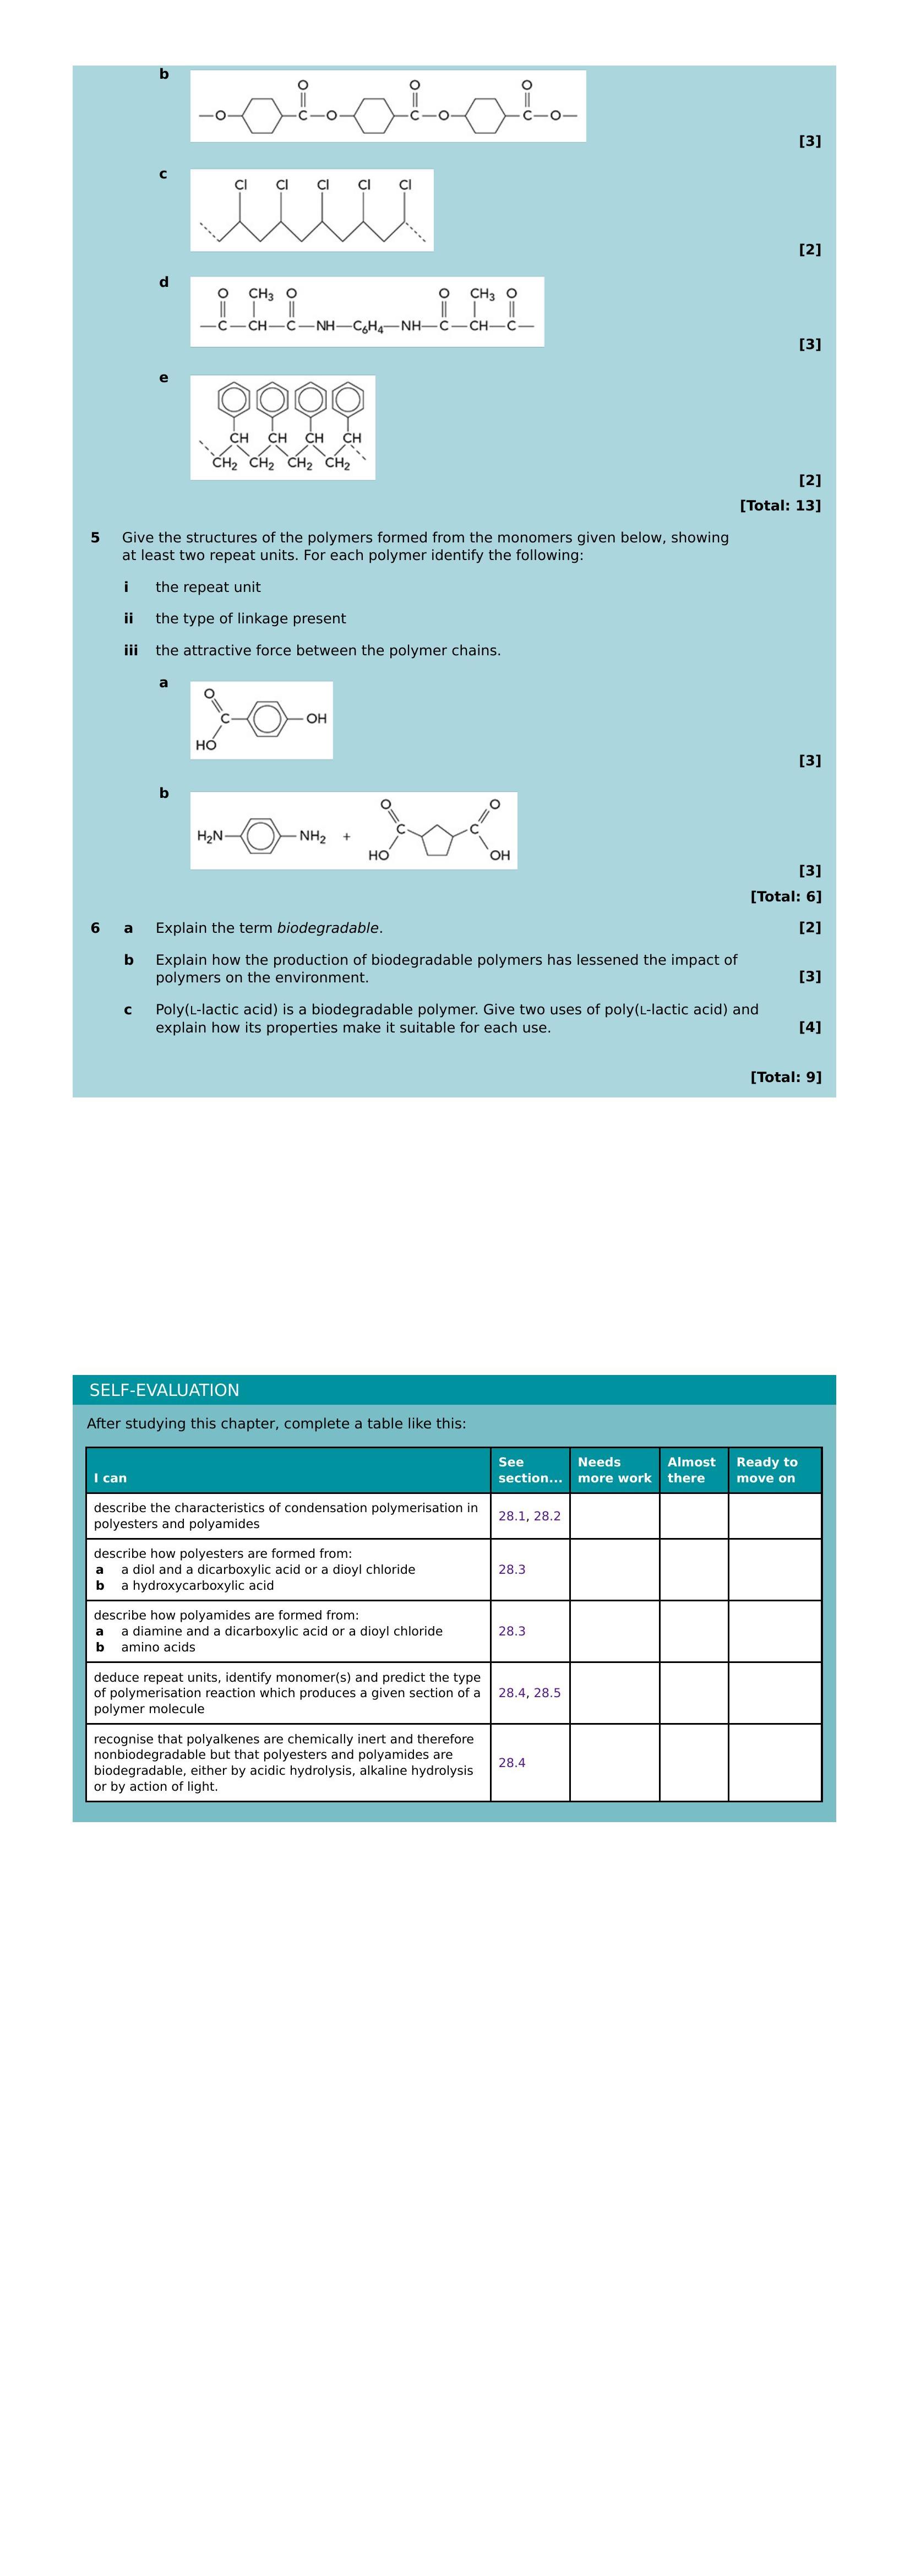 b
O O O
—O— —C—O— —C—O— —C—O—
[3]
c
Cl Cl Cl Cl Cl
[2]
d
O CH₃ O O CH₃ O
—C—CH—C—NH—C₆H₄—NH—C—CH—C—
[3]
e
CH CH CH CH
CH₂ CH₂ CH₂ CH₂
[2]
[Total: 13]
5 Give the structures of the polymers formed from the monomers given below, showing
at least two repeat units. For each polymer identify the following:
i the repeat unit
ii the type of linkage present
iii the attractive force between the polymer chains.
a
O
C OH
HO
[3]
b
O O
H₂N NH₂ + C C
HO OH
[3]
[Total: 6]
6 a Explain the term biodegradable. [2]
b Explain how the production of biodegradable polymers has lessened the impact of
polymers on the environment. [3]
c Poly(L-lactic acid) is a biodegradable polymer. Give two uses of poly(L-lactic acid) and
explain how its properties make it suitable for each use. [4]
[Total: 9]
SELF-EVALUATION
After studying this chapter, complete a table like this:
I can See section... Needs more work Almost there Ready to move on
describe the characteristics of condensation polymerisation in
polyesters and polyamides
28.1, 28.2
describe how polyesters are formed from:
a a diol and a dicarboxylic acid or a dioyl chloride
b a hydroxycarboxylic acid
28.3
describe how polyamides are formed from:
a a diamine and a dicarboxylic acid or a dioyl chloride
b amino acids
28.3
deduce repeat units, identify monomer(s) and predict the type
of polymerisation reaction which produces a given section of a
polymer molecule
28.4, 28.5
recognise that polyalkenes are chemically inert and therefore
nonbiodegradable but that polyesters and polyamides are
biodegradable, either by acidic hydrolysis, alkaline hydrolysis
or by action of light.
28.4